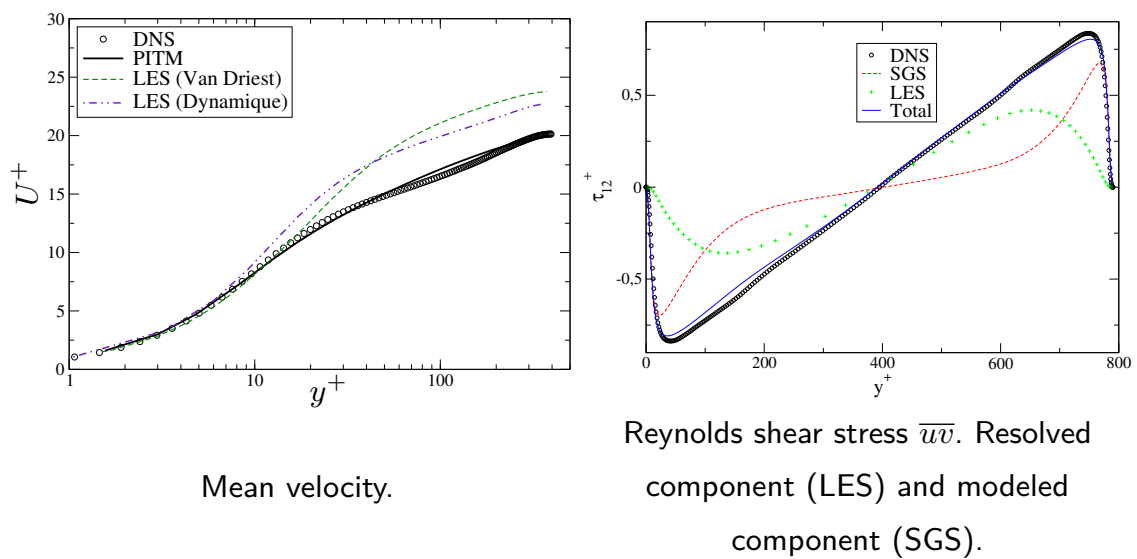 30
25
20
15
10
5
0
U+
DNS
PITM
LES (Van Driest)
LES (Dynamique)
1
10
100
y+
Mean velocity.
0,5
0
-0,5
τ12+
DNS
SGS
LES
Total
0
200
400
600
800
y+
Reynolds shear stress uv. Resolved
component (LES) and modeled
component (SGS).